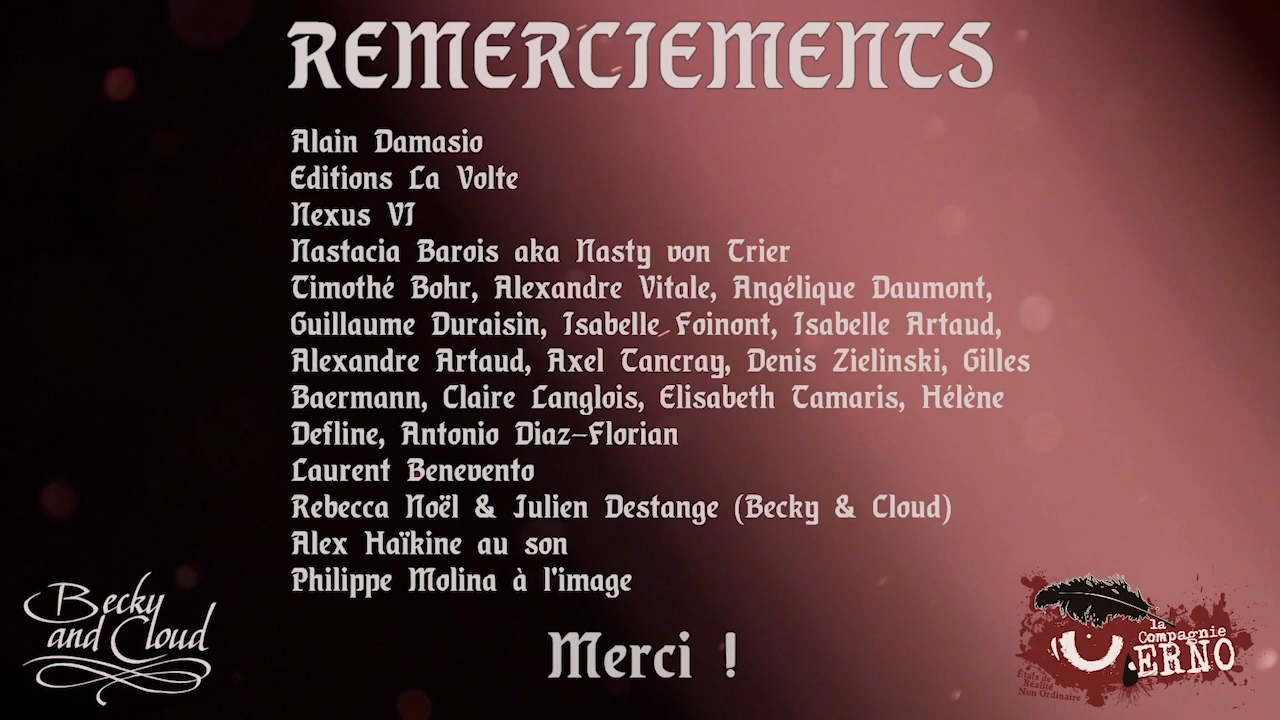 REMERCIEMENTS
Alain Damasio
Editions La Volte
Nexus VI
Nastacia Barois aka Nasty von Trier
Timothé Bohr, Alexandre Vitale, Angélique Daumont,
Guillaume Duraisin, Isabelle Foinont, Isabelle Artaud,
Alexandre Artaud, Axel Tancray, Denis Zielinski, Gilles
Baermann, Claire Langlois, Elisabeth Tamaris, Hélène
Defline, Antonio Diaz-Florian
Laurent Benevento
Rebecca Noël & Julien Destange (Becky & Cloud)
Alex Haïkine au son
Philippe Molina à l'image
Merci !
Becky
and Cloud
la
Compagnie
ERNO
Etats de
Réalité
Non Ordinaire